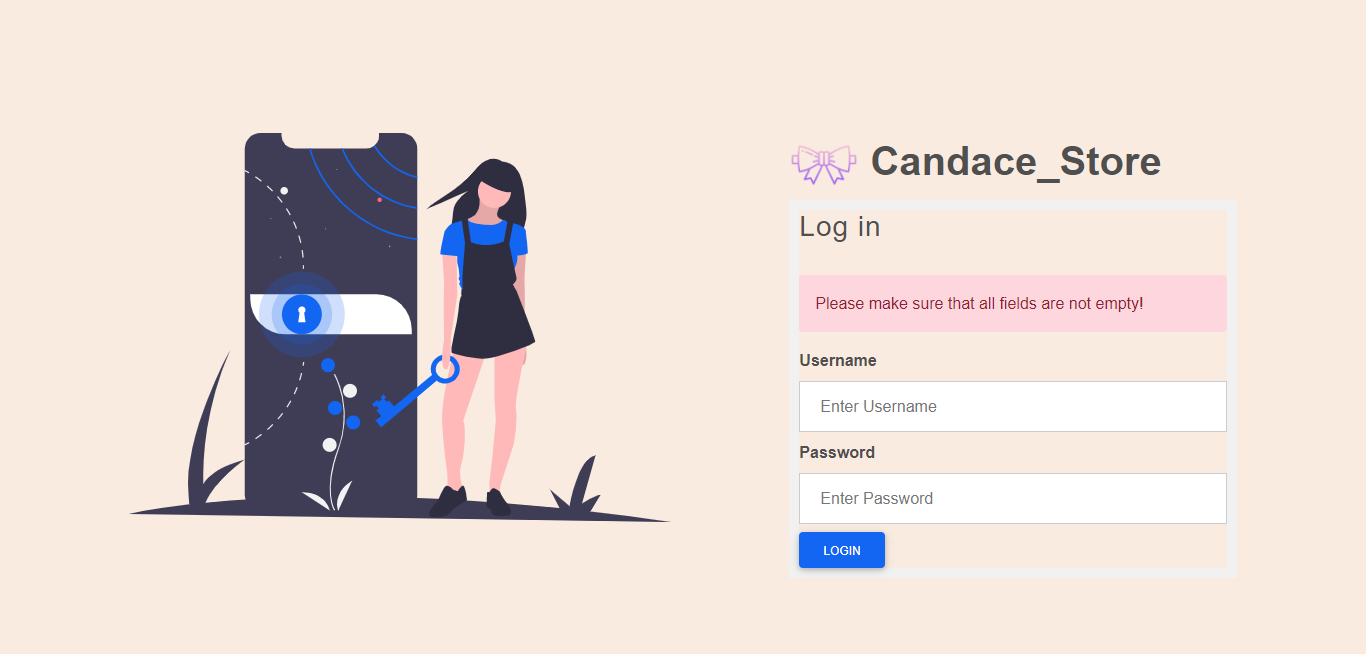 Candace_Store
Log in
Please make sure that all fields are not empty!
Username
Enter Username
Password
Enter Password
LOGIN